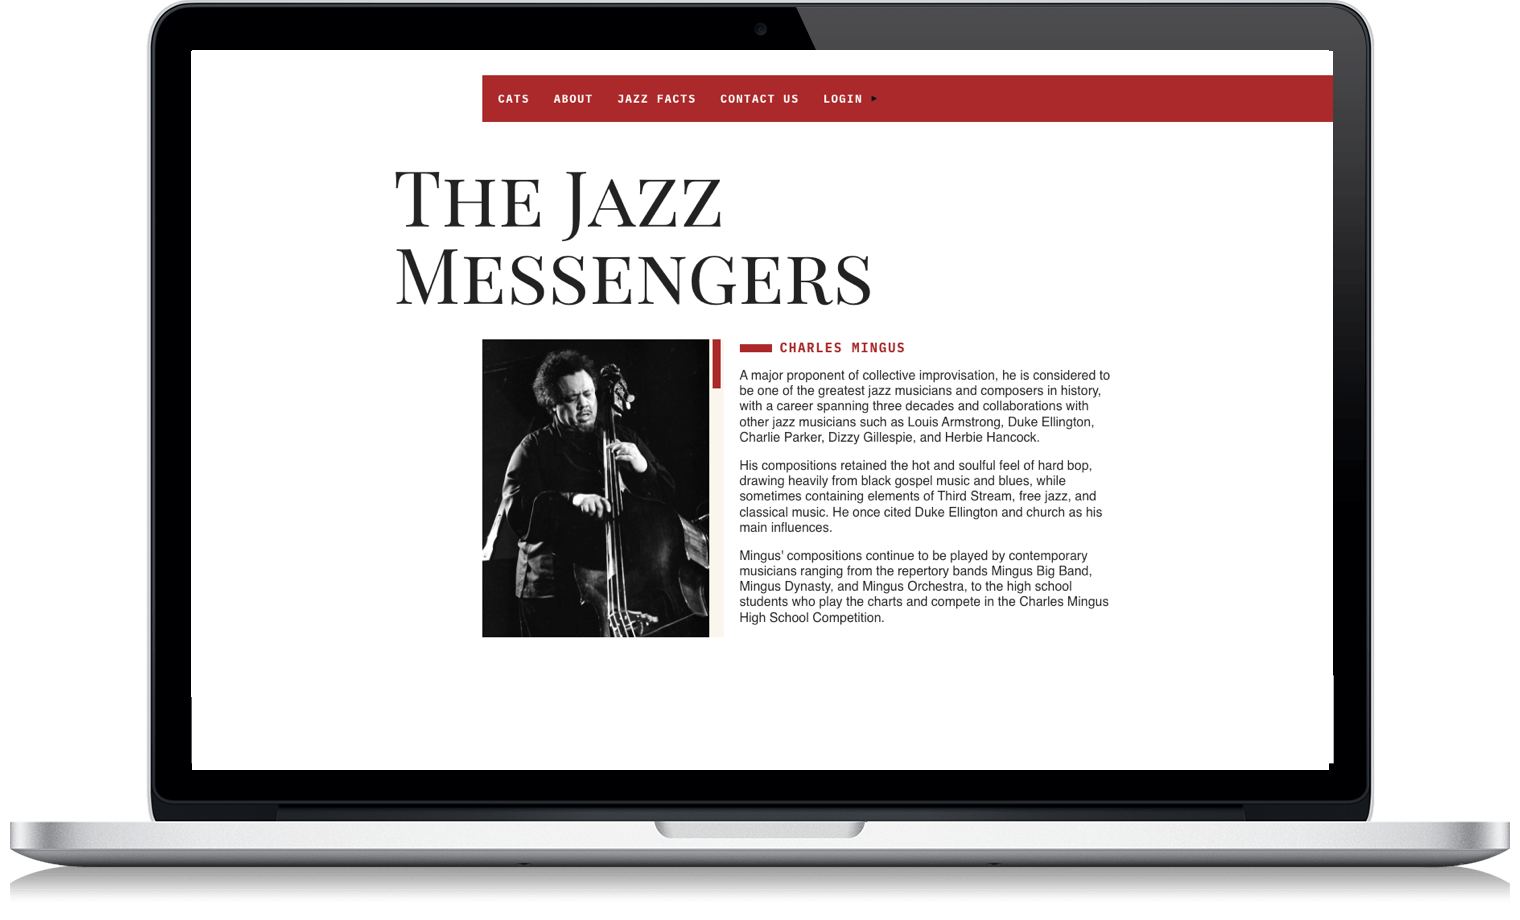 CATS ABOUT JAZZ FACTS CONTACT US LOGIN ▸
THE JAZZ
MESSENGERS
CHARLES MINGUS
A major proponent of collective improvisation, he is considered to
be one of the greatest jazz musicians and composers in history,
with a career spanning three decades and collaborations with
other jazz musicians such as Louis Armstrong, Duke Ellington,
Charlie Parker, Dizzy Gillespie, and Herbie Hancock.
His compositions retained the hot and soulful feel of hard bop,
drawing heavily from black gospel music and blues, while
sometimes containing elements of Third Stream, free jazz, and
classical music. He once cited Duke Ellington and church as his
main influences.
Mingus' compositions continue to be played by contemporary
musicians ranging from the repertory bands Mingus Big Band,
Mingus Dynasty, and Mingus Orchestra, to the high school
students who play the charts and compete in the Charles Mingus
High School Competition.